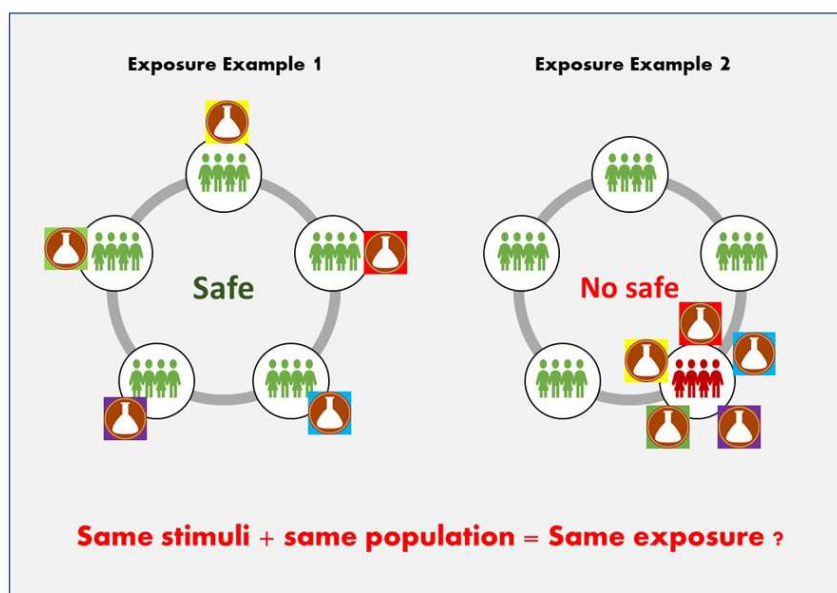 Exposure Example 1
Exposure Example 2
Safe
No safe
Same stimuli + same population = Same exposure ?